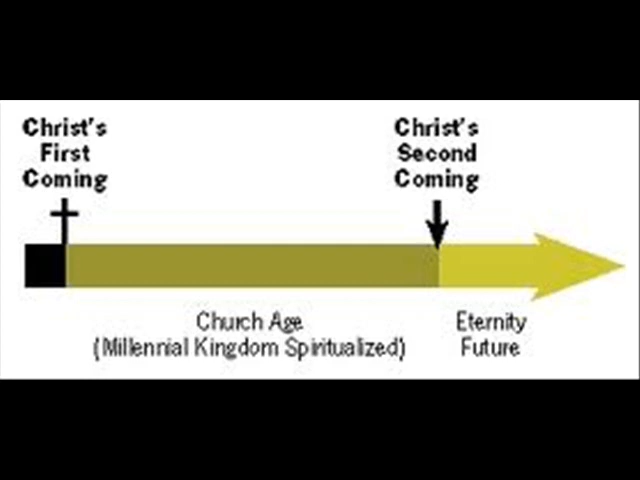 Christ's
First
Coming
Christ's
Second
Coming
Church Age
(Millennial Kingdom Spiritualized)
Eternity
Future